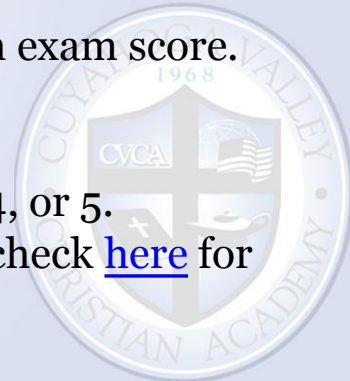 exam score.
1968
CUYAHOGA VALLEY
CVCA
4, or 5.
check here for
CHRISTIAN ACADEMY